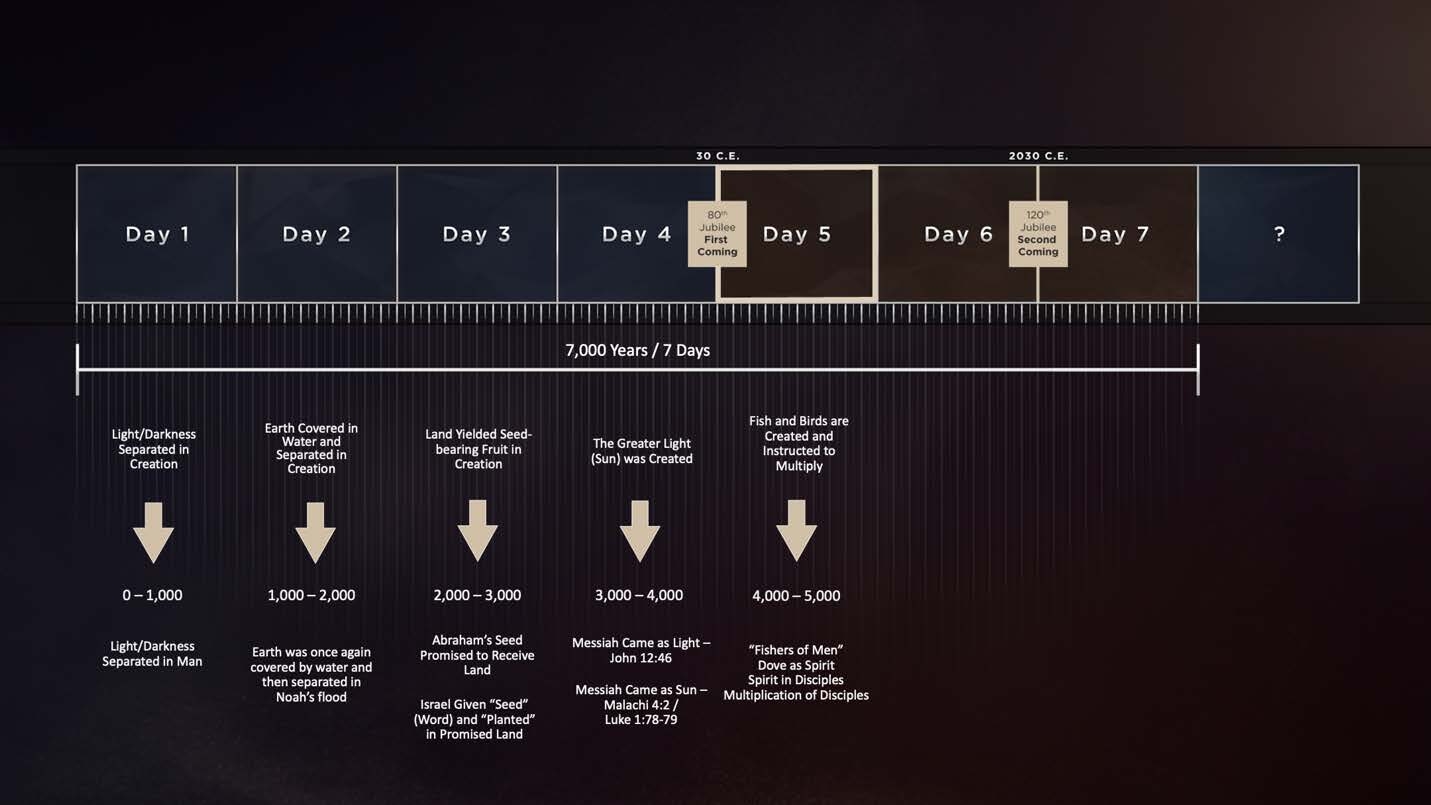 30 C.E.
2030 C.E.
Day 1
Day 2
Day 3
Day 4
80th
Jubilee
First
Coming
Day 5
Day 6
120th
Jubilee
Second
Coming
Day 7
?
7,000 Years / 7 Days
Light/Darkness
Separated in
Creation
Earth Covered in
Water and
Separated in
Creation
Land Yielded Seed-
bearing Fruit in
Creation
The Greater Light
(Sun) was Created
Fish and Birds are
Created and
Instructed to
Multiply
0 – 1,000
1,000 – 2,000
2,000 – 3,000
3,000 – 4,000
4,000 – 5,000
Light/Darkness
Separated in Man
Earth was once again
covered by water and
then separated in
Noah’s flood
Abraham’s Seed
Promised to Receive
Land
Israel Given “Seed”
(Word) and “Planted”
in Promised Land
Messiah Came as Light –
John 12:46
Messiah Came as Sun –
Malachi 4:2 /
Luke 1:78-79
“Fishers of Men”
Dove as Spirit
Spirit in Disciples
Multiplication of Disciples